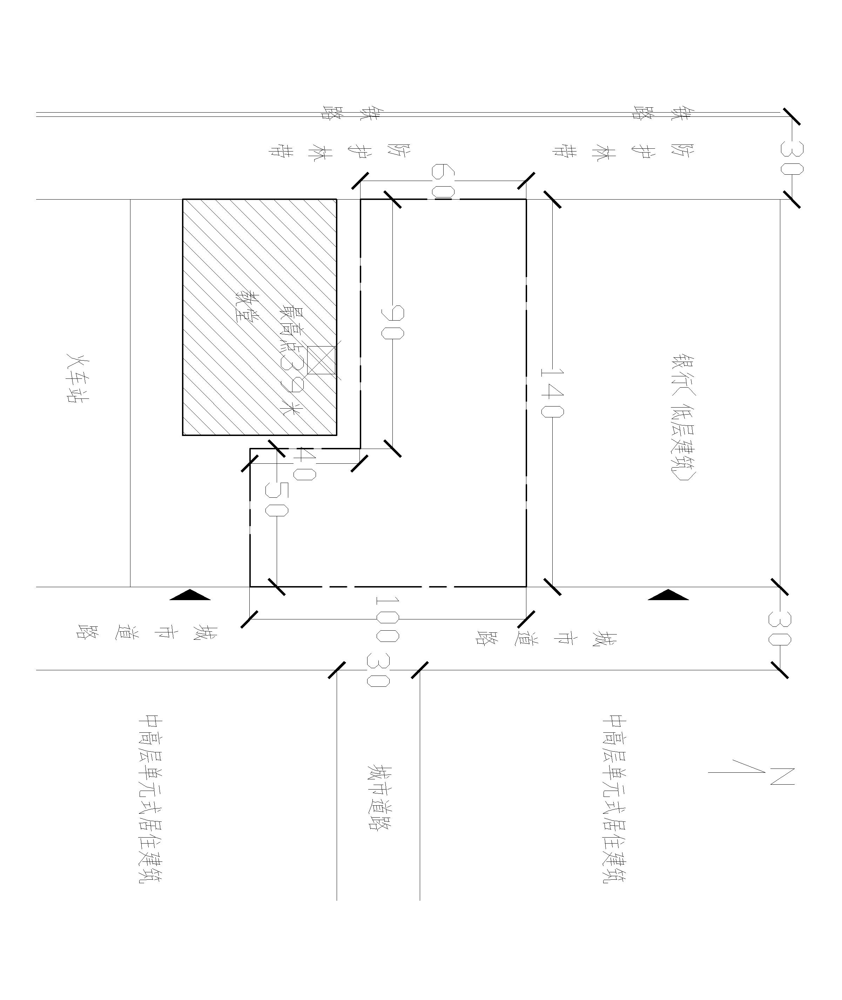 30
铁路
防护林带
银行(低层建筑)
30
N
中高层单元式居住建筑
城市道路
140
60
90
铁路
防护林带
100
30
城市道路
40
50
最高点39米
教堂
城市道路
中高层单元式居住建筑
火车站